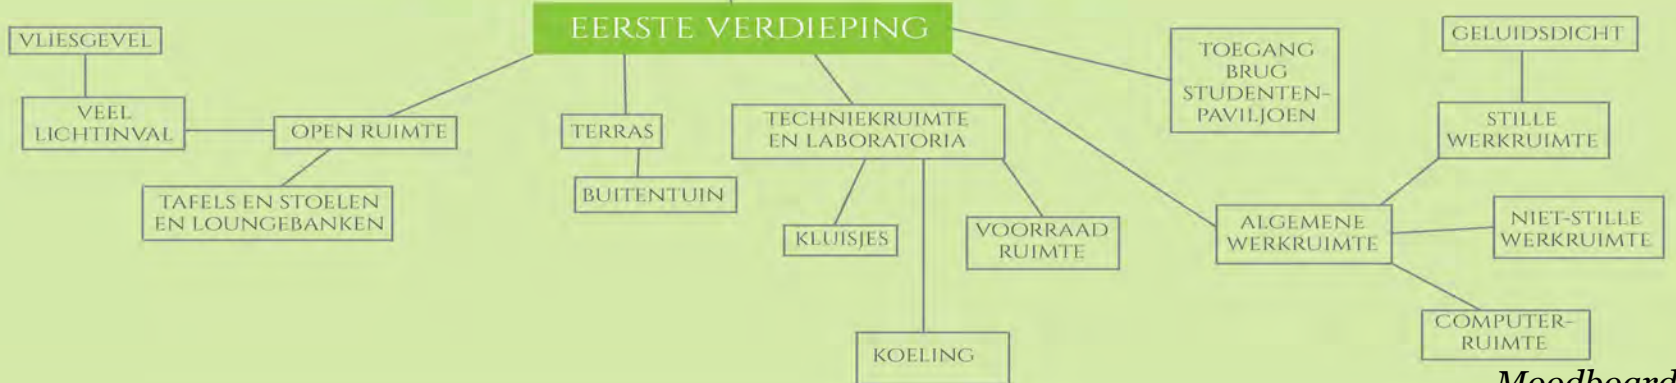 EERSTE VERDIEPING
VLIESGEVEL
VEEL
LICHTINVAL
OPEN RUIMTE
TAFELS EN STOELEN
EN LOUNGEBANKEN
TERRAS
BUITENTUIN
TECHNIEKRUIMTE
EN LABORATORIA
KLUISJES
KOELING
VOORRAAD
RUIMTE
TOEGANG
BRUG
STUDENTEN-
PAVILJOEN
GELUIDSDICHT
STILLE
WERKRUIMTE
ALGEMENE
WERKRUIMTE
NIET-STILLE
WERKRUIMTE
COMPUTER-
RUIMTE
Moodboard